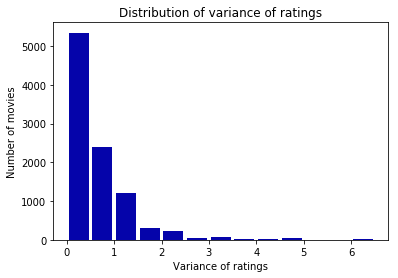 Distribution of variance of ratings
Number of movies
5000
4000
3000
2000
1000
0
0 1 2 3 4 5 6
Variance of ratings